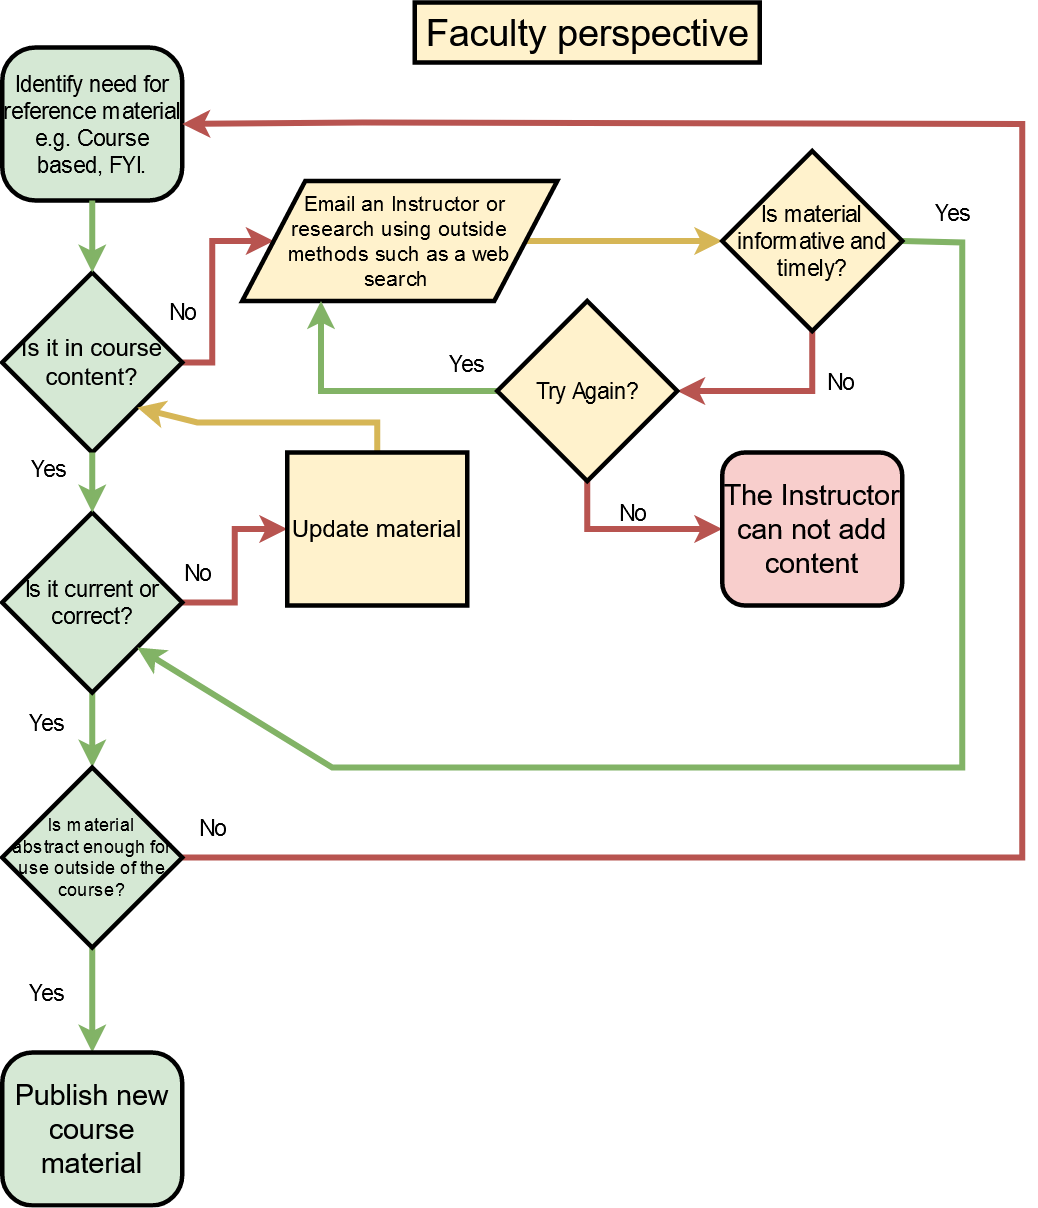 Faculty perspective
Identify need for
reference material
e.g. Course
based, FYI.
Email an Instructor or
research using outside
methods such as a web
search
Is material
informative and
timely?
Yes
No
Is it in course
content?
Yes
Try Again?
No
Yes
The Instructor
can not add
content
No
Update material
Is it current or
correct?
No
Yes
Is material
abstract enough for
use outside of the
course?
No
Yes
Publish new
course
material